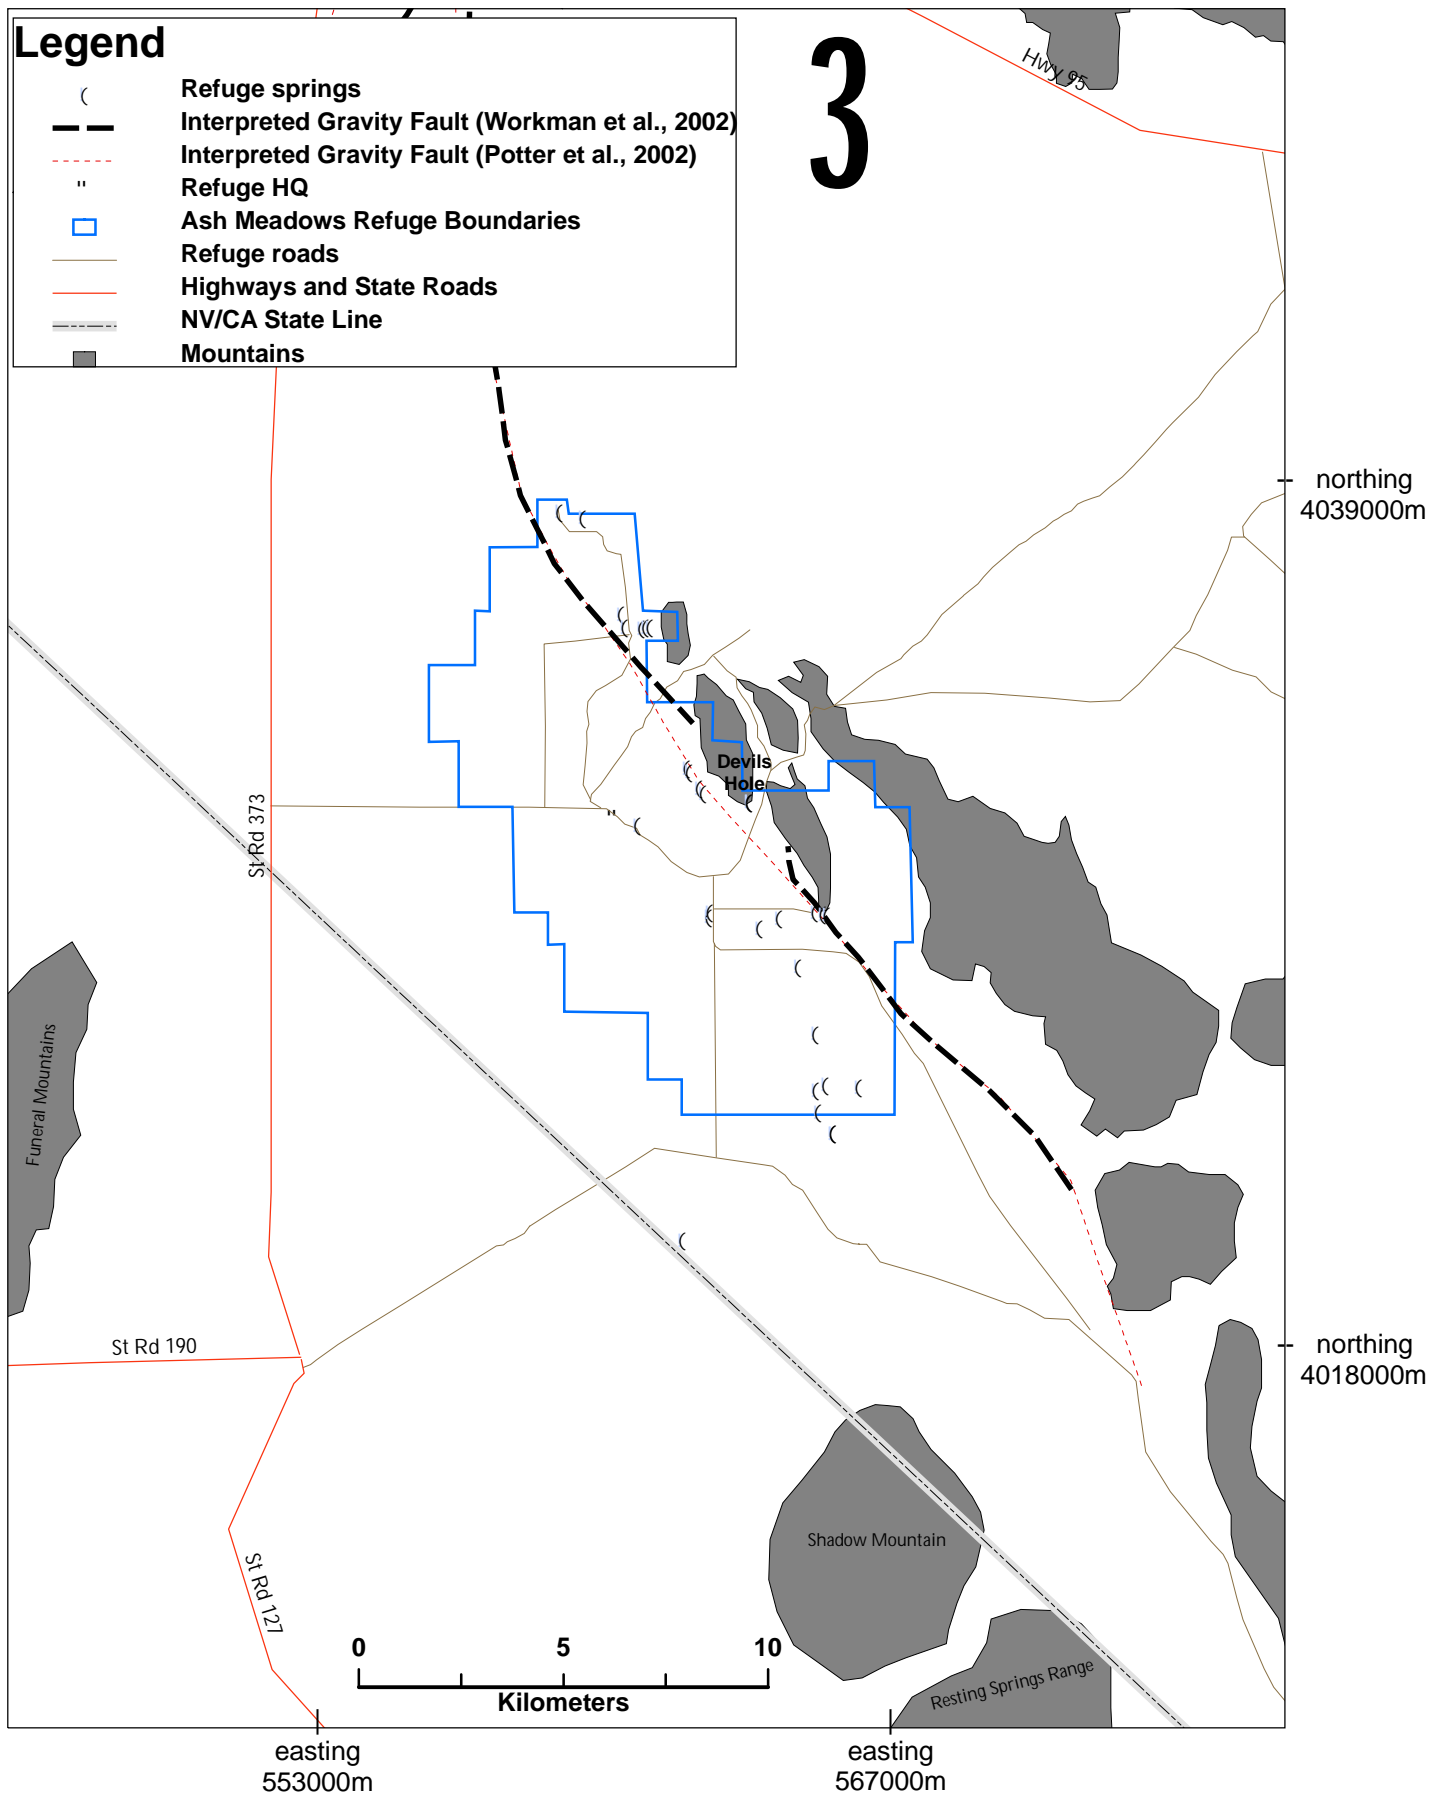 Legend
Refuge springs
Interpreted Gravity Fault (Workman et al., 2002)
Interpreted Gravity Fault (Potter et al., 2002)
Refuge HQ
Ash Meadows Refuge Boundaries
Refuge roads
Highways and State Roads
NV/CA State Line
Mountains
3
Hwy 95
northing
4039000m
Devils
Hole
St Rd 373
Funeral Mountains
St Rd 190
northing
4018000m
Shadow Mountain
St Rd 127
Resting Springs Range
0 5 10
Kilometers
easting
553000m
easting
567000m